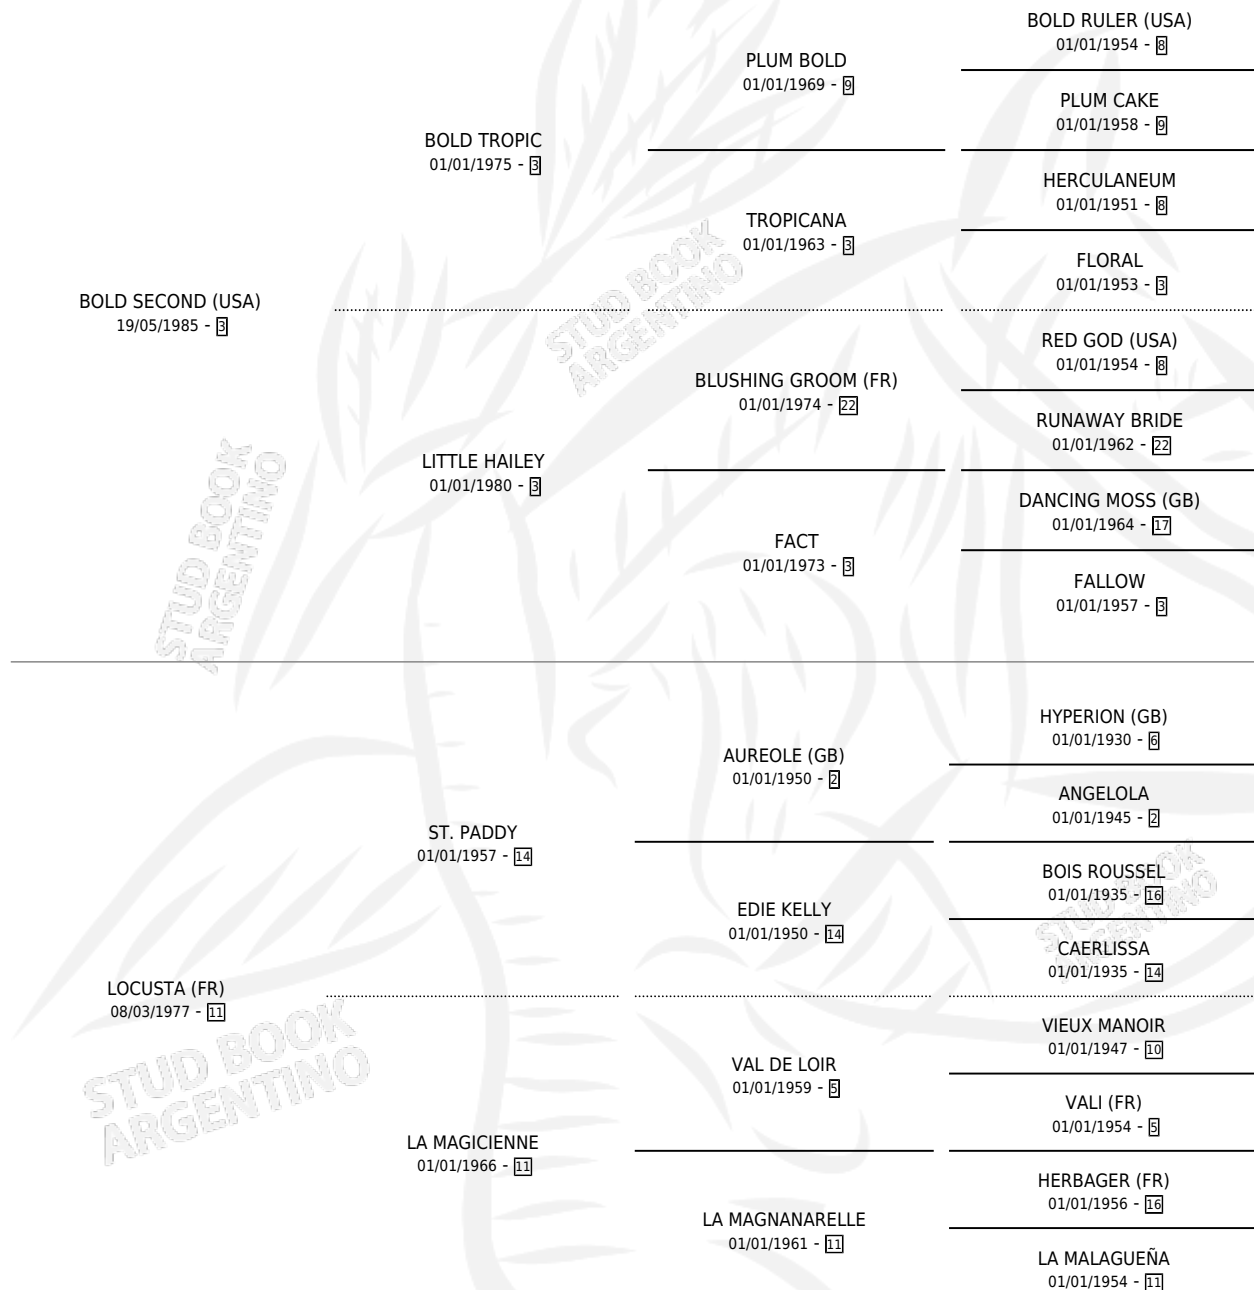 BOLD SECOND (USA)
19/05/1985 - 3
BOLD TROPIC
01/01/1975 - 3
LITTLE HAILEY
01/01/1980 - 3
PLUM BOLD
01/01/1969 - 9
TROPICANA
01/01/1963 - 3
BLUSHING GROOM (FR)
01/01/1974 - 22
FACT
01/01/1973 - 3
BOLD RULER (USA)
01/01/1954 - 8
PLUM CAKE
01/01/1958 - 9
HERCULANEUM
01/01/1951 - 8
FLORAL
01/01/1953 - 3
RED GOD (USA)
01/01/1954 - 8
RUNAWAY BRIDE
01/01/1962 - 22
DANCING MOSS (GB)
01/01/1964 - 17
FALLOW
01/01/1957 - 3
LOCUSTA (FR)
08/03/1977 - 11
ST. PADDY
01/01/1957 - 14
LA MAGICIENNE
01/01/1966 - 11
AUREOLE (GB)
01/01/1950 - 2
EDIE KELLY
01/01/1950 - 14
VAL DE LOIR
01/01/1959 - 5
LA MAGNANARELLE
01/01/1961 - 11
HYPERION (GB)
01/01/1930 - 6
ANGELOLA
01/01/1945 - 2
BOIS ROUSSEL
01/01/1935 - 16
CAERLISSA
01/01/1935 - 14
VIEUX MANOIR
01/01/1947 - 10
VALI (FR)
01/01/1954 - 5
HERBAGER (FR)
01/01/1956 - 16
LA MALAGUEÑA
01/01/1954 - 11
STUD BOOK
ARGENTINO
STUD BOOK
ARGENTINO
STUD BOOK
ARGENTINO
STUD BOOK
ARGENTINO